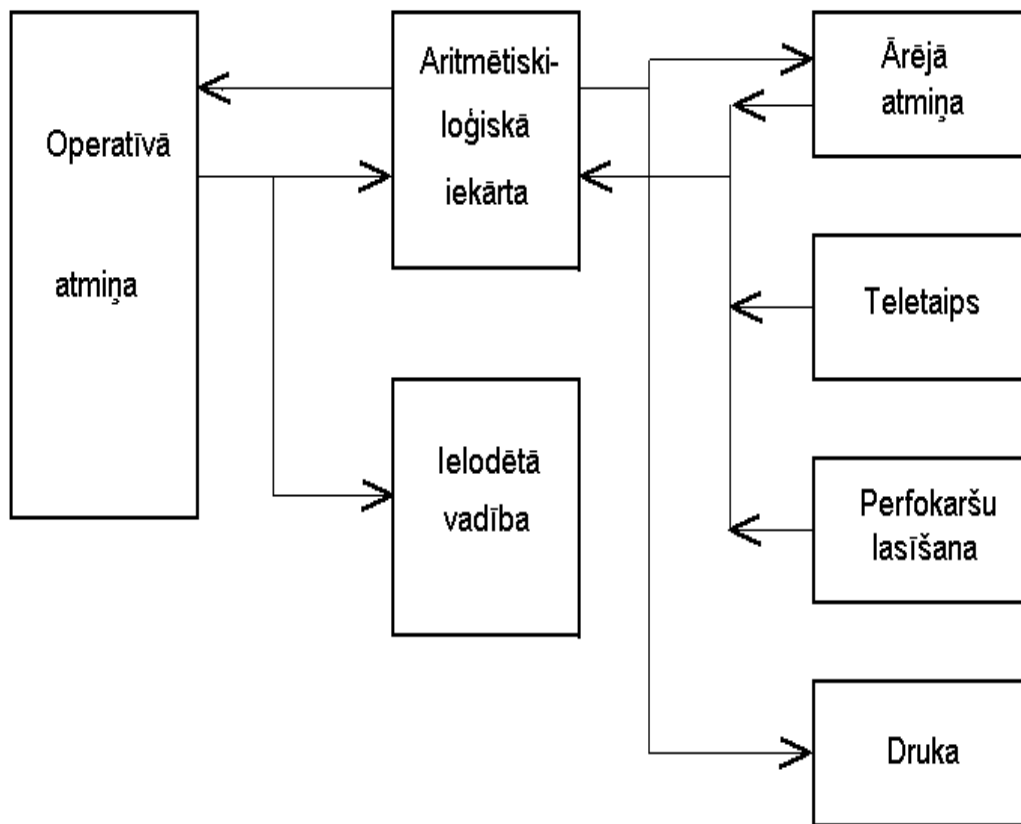 Operatīvā
atmiņa
Aritmētiski-
loģiskā
iekārta
Ielodētā
vadība
Ārējā
atmiņa
Teletaips
Perfokaršu
lasīšana
Druka